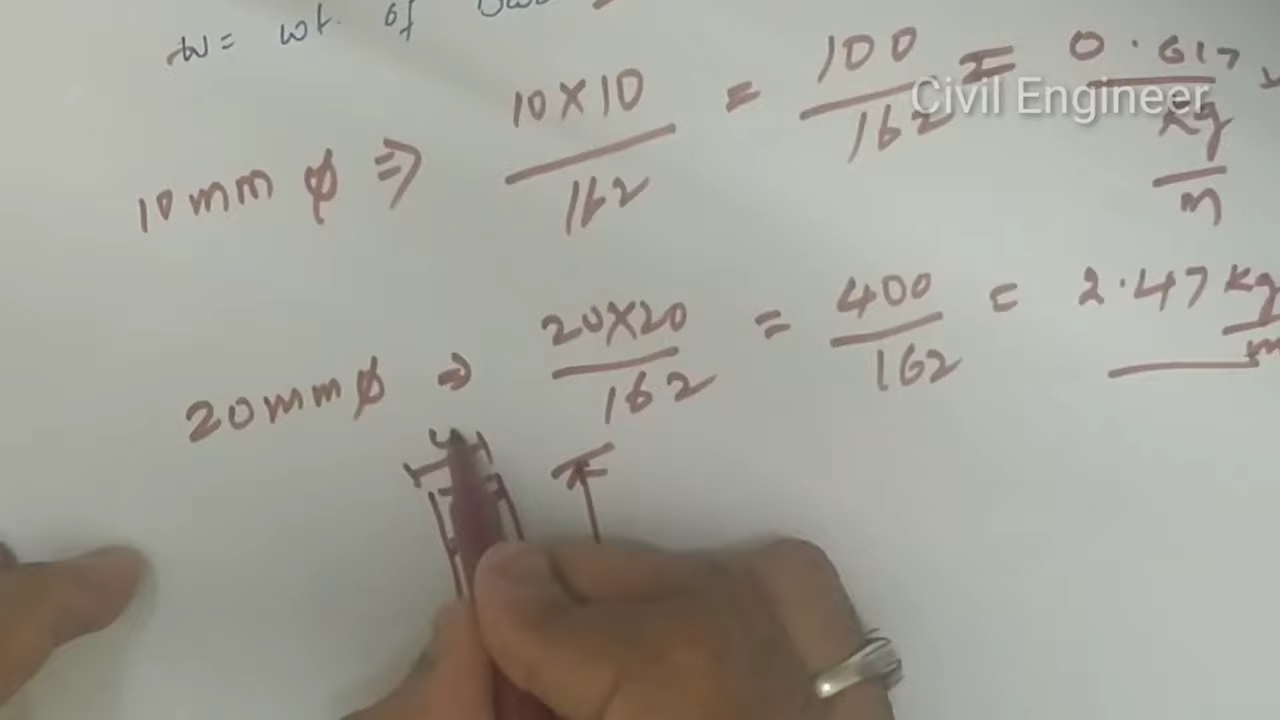 w = wt. of
10mm φ ⇒ 10×10/162 = 100/162 = 0.617 kg/m
20mm φ ⇒ 20×20/162 = 400/162 = 2.47 kg/m
Civil Engineer